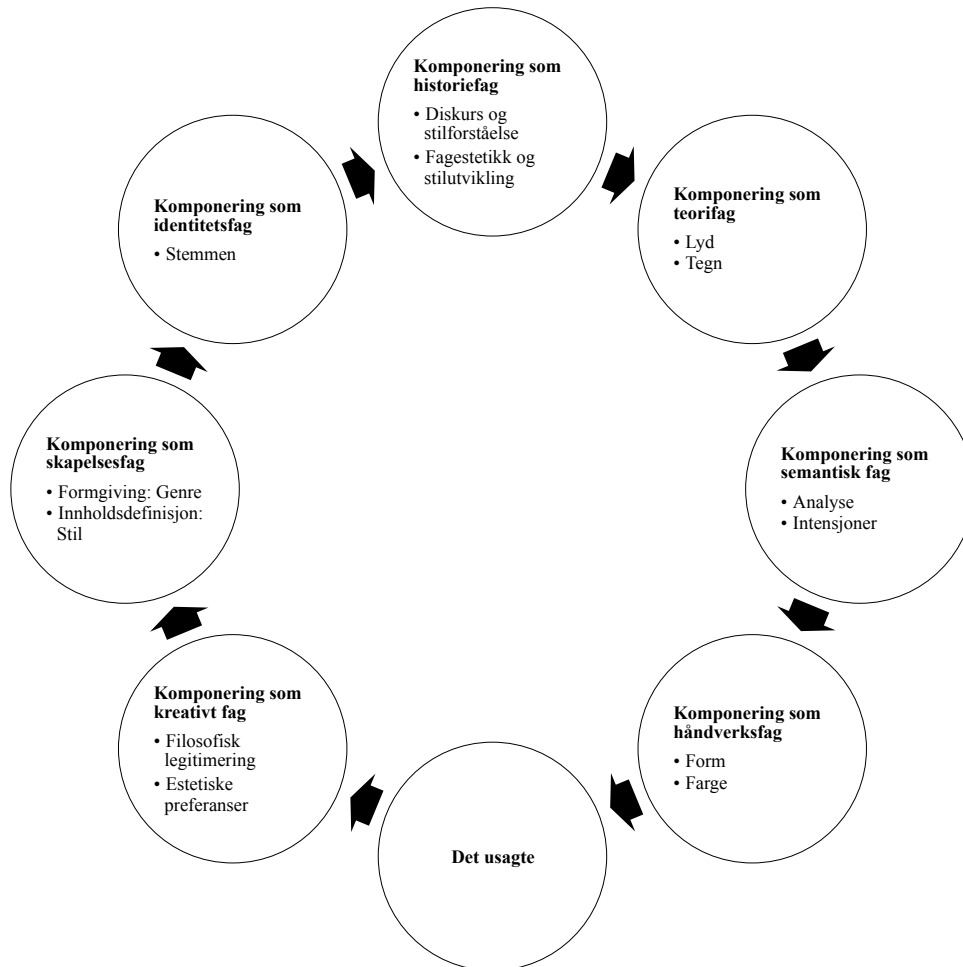 Komponering som
historiefag
• Diskurs og
stilforståelse
• Fagestetikk og
stilutvikling
Komponering som
teorifag
• Lyd
• Tegn
Komponering som
semantisk fag
• Analyse
• Intensjoner
Komponering som
håndverksfag
• Form
• Farge
Det usagte
Komponering som
kreativt fag
• Filosofisk
legitimering
• Estetiske
preferanser
Komponering som
skapelsesfag
• Formgiving: Genre
• Innholdsdefinisjon:
Stil
Komponering som
identitetsfag
• Stemmen